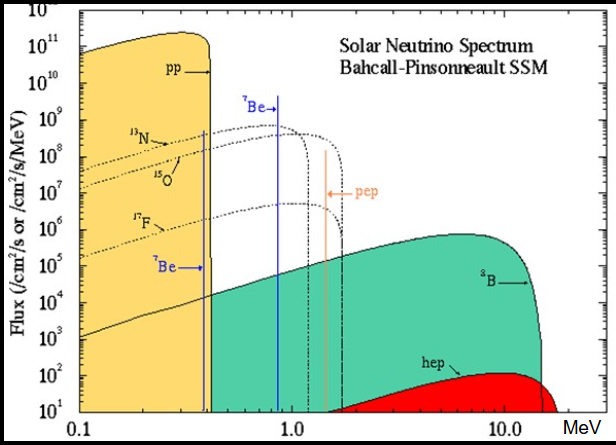 Solar Neutrino Spectrum
Bahcall-Pinsonneault SSM
Flux (/cm²/s or /cm²/s/MeV)
10¹¹
10¹⁰
10⁹
10⁸
10⁷
10⁶
10⁵
10⁴
10³
10²
10¹
pp
⁷Be
¹³N
¹⁵O
pep
¹⁷F
⁷Be
⁸B
hep
0.1
1.0
10.0
MeV